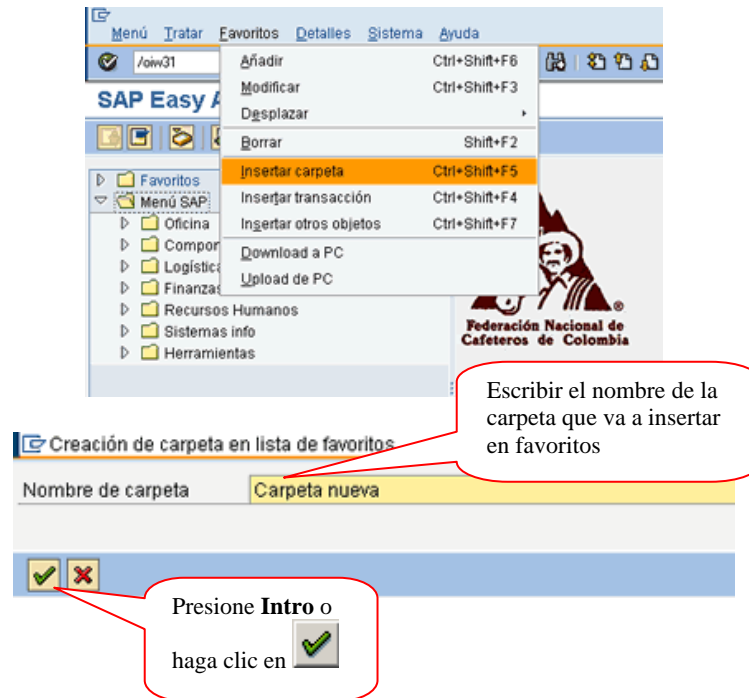 Menú Tratar Favoritos Detalles Sistema Ayuda
/oiw31
Añadir Ctrl+Shift+F6
Modificar Ctrl+Shift+F3
Desplazar
Borrar Shift+F2
Insertar carpeta Ctrl+Shift+F5
Insertar transacción Ctrl+Shift+F4
Insertar otros objetos Ctrl+Shift+F7
Download a PC
Upload de PC
SAP Easy
Favoritos
Menú SAP
Oficina
Compor
Logística
Finanzas
Recursos Humanos
Sistemas info
Herramientas
Federación Nacional de
Cafeteros de Colombia
Escribir el nombre de la
carpeta que va a insertar
en favoritos
Creación de carpeta en lista de favoritos
Nombre de carpeta Carpeta nueva
Presione Intro o
haga clic en